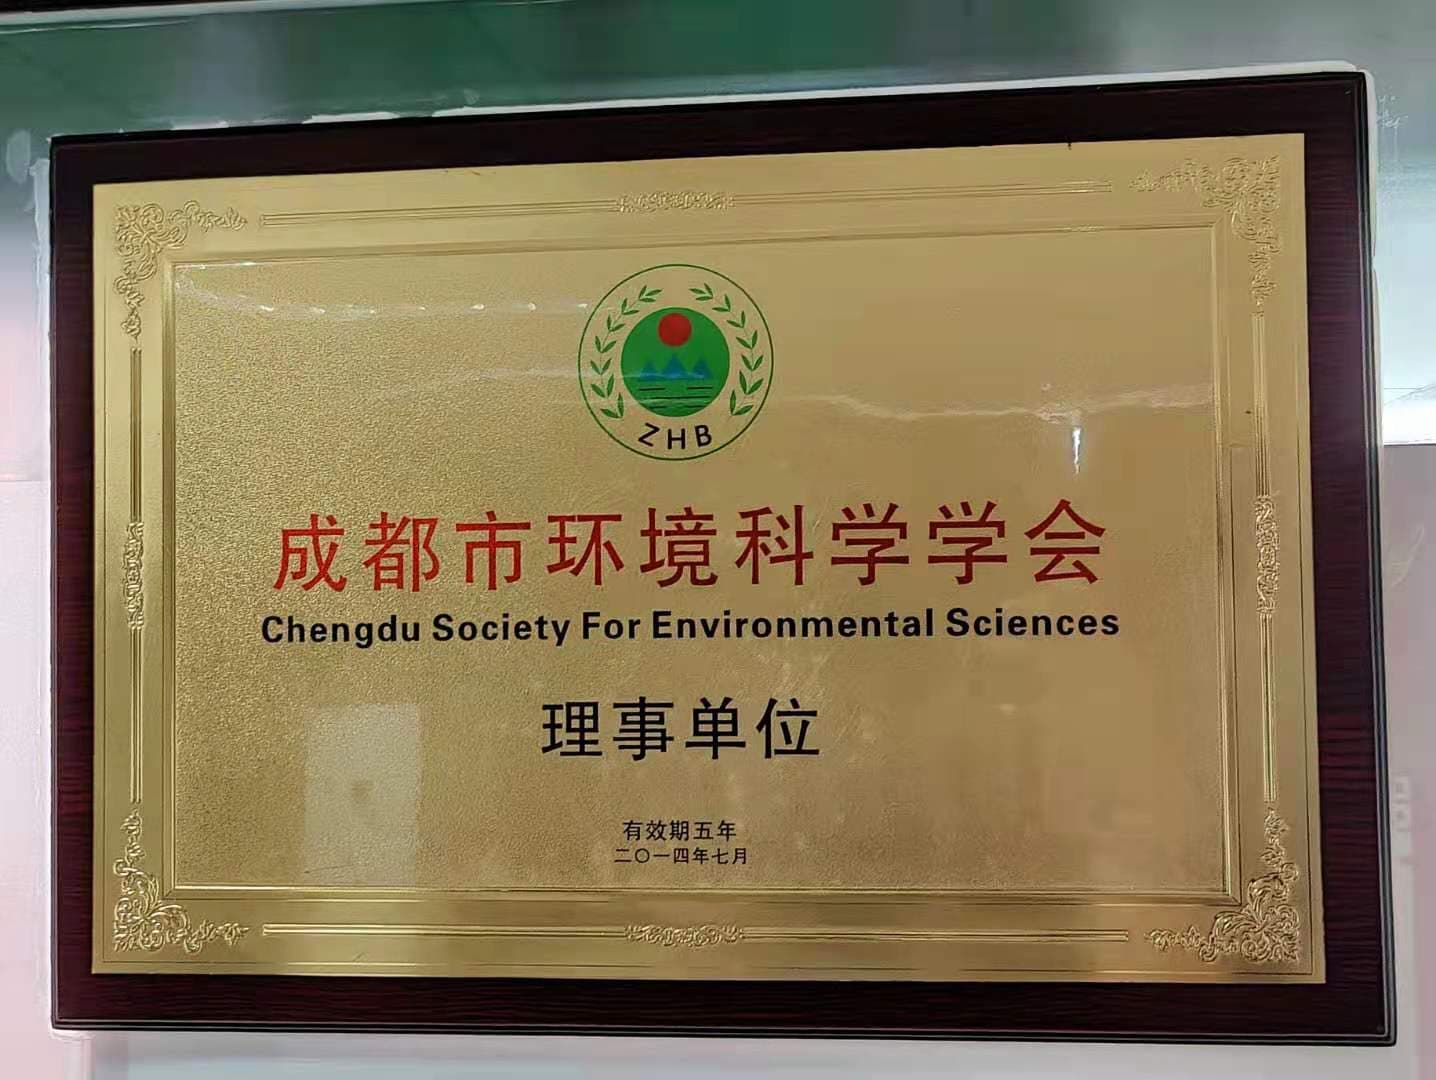 ZHB
成都市环境科学学会
Chengdu Society For Environmental Sciences
理事单位
有效期五年
二〇一四年七月